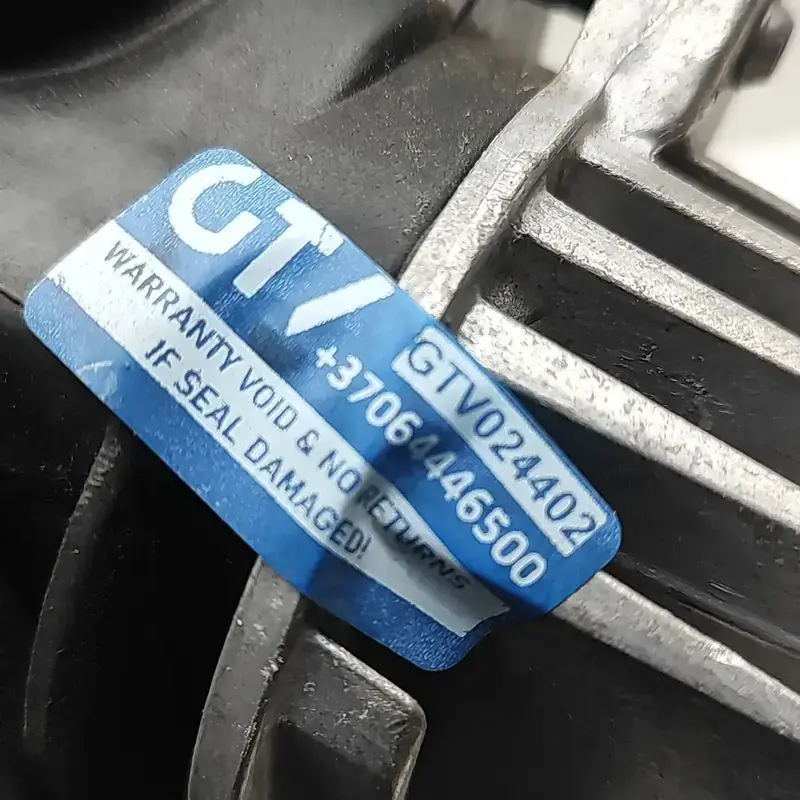 GTV
GTV024402
+37064446500
WARRANTY VOID & NO RETURNS
IF SEAL DAMAGED!